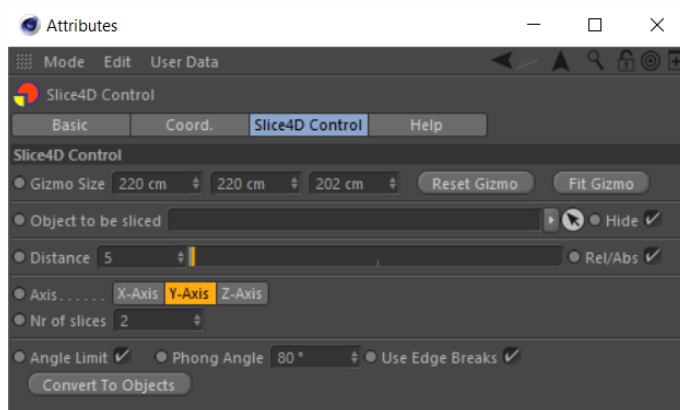 Attributes
Mode Edit User Data
Slice4D Control
Basic Coord. Slice4D Control Help
Slice4D Control
Gizmo Size 220 cm 220 cm 202 cm Reset Gizmo Fit Gizmo
Object to be sliced Hide
Distance 5 Rel/Abs
Axis...... X-Axis Y-Axis Z-Axis
Nr of slices 2
Angle Limit Phong Angle 80 ° Use Edge Breaks
Convert To Objects